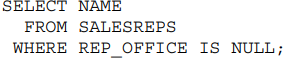 SELECT NAME
FROM SALESREPS
WHERE REP_OFFICE IS NULL;